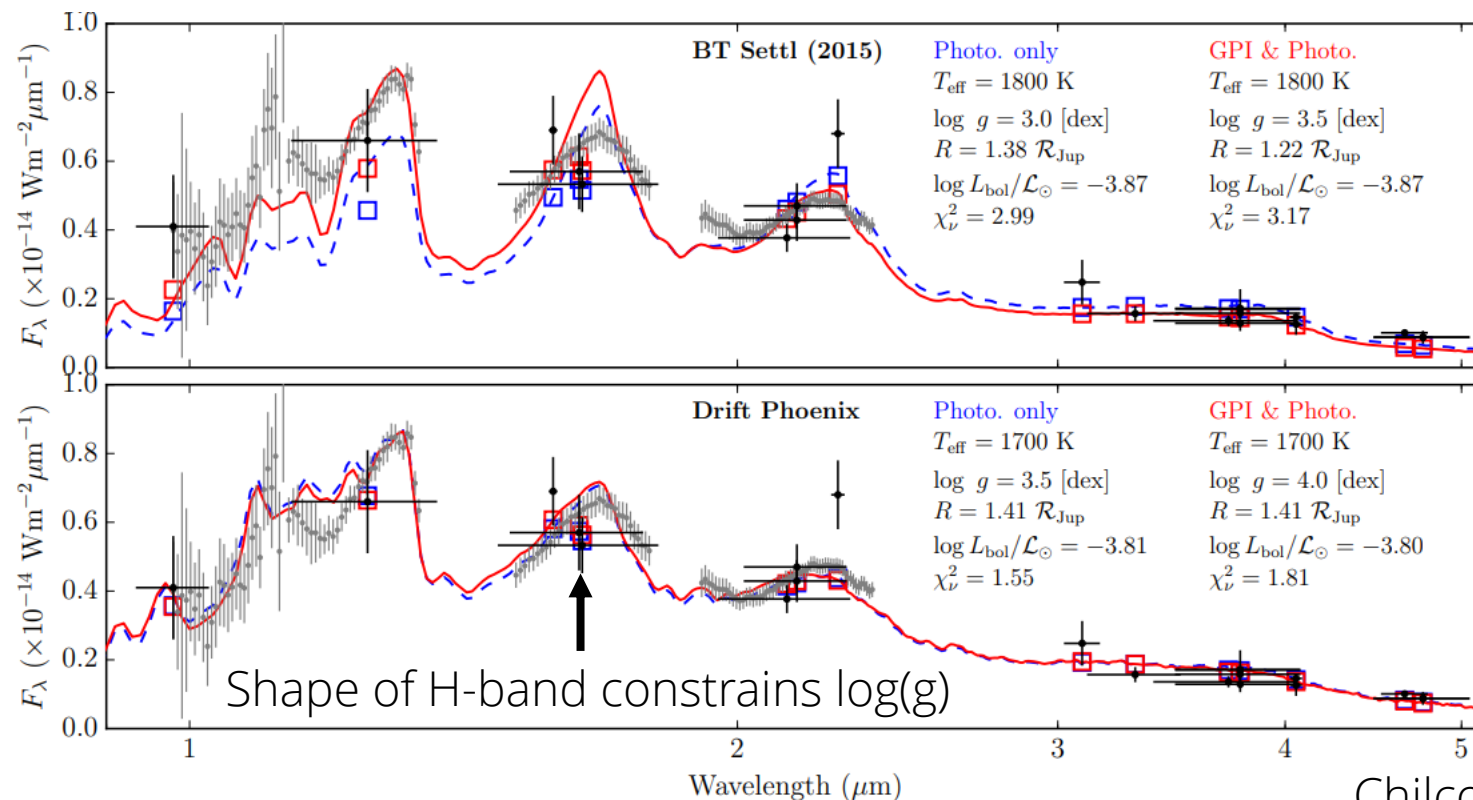 1.0
0.8
0.6
0.4
0.2
0.0
F_λ (×10⁻¹⁴ Wm⁻²μm⁻¹)
BT Settl (2015)
Photo. only
T_eff = 1800 K
log g = 3.0 [dex]
R = 1.38 ℛ_Jup
log L_bol/ℒ_⊙ = −3.87
χ²_ν = 2.99
GPI & Photo.
T_eff = 1800 K
log g = 3.5 [dex]
R = 1.22 ℛ_Jup
log L_bol/ℒ_⊙ = −3.87
χ²_ν = 3.17
1.0
0.8
0.6
0.4
0.2
0.0
F_λ (×10⁻¹⁴ Wm⁻² μm⁻¹)
Drift Phoenix
Photo. only
T_eff = 1700 K
log g = 3.5 [dex]
R = 1.41 ℛ_Jup
log L_bol/ℒ_⊙ = −3.81
χ²_ν = 1.55
GPI & Photo.
T_eff = 1700 K
log g = 4.0 [dex]
R = 1.41 ℛ_Jup
log L_bol/ℒ_⊙ = −3.80
χ²_ν = 1.81
Shape of H-band constrains log(g)
1 2 3 4 5
Wavelength (μm)